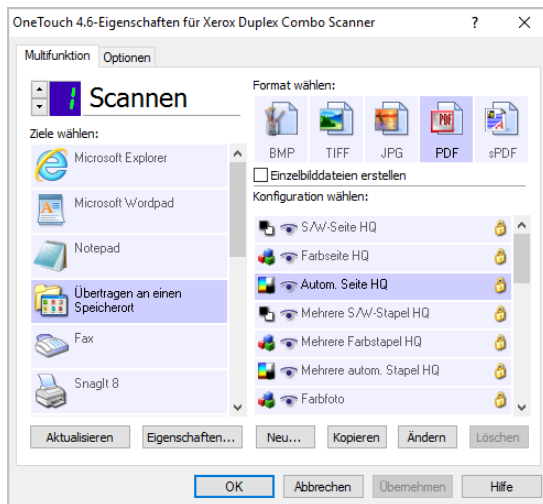 OneTouch 4.6-Eigenschaften für Xerox Duplex Combo Scanner
Multifunktion
Optionen
1
Scannen
Ziele wählen:
Microsoft Explorer
Microsoft Wordpad
Notepad
Übertragen an einen
Speicherort
Fax
SnagIt 8
Format wählen:
BMP
TIFF
JPG
PDF
sPDF
Einzelbilddateien erstellen
Konfiguration wählen:
S/W-Seite HQ
Farbseite HQ
Autom. Seite HQ
Mehrere S/W-Stapel HQ
Mehrere Farbstapel HQ
Mehrere autom. Stapel HQ
Farbfoto
Aktualisieren
Eigenschaften...
Neu...
Kopieren
Ändern
Löschen
OK
Abbrechen
Übernehmen
Hilfe